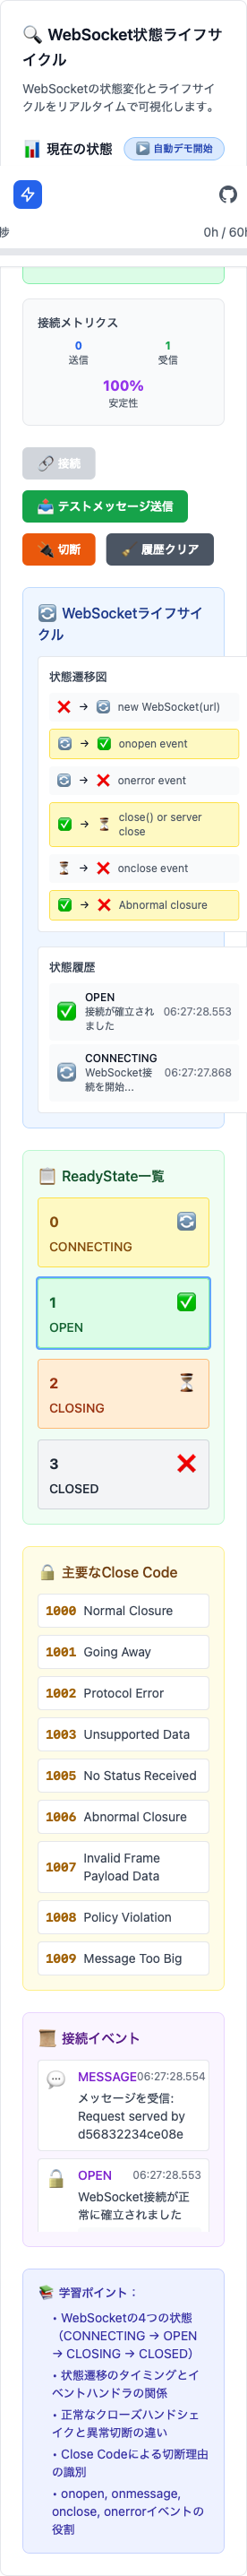 WebSocket状態ライフサ
イクル
WebSocketの状態変化とライフサイ
クルをリアルタイムで可視化します。
現在の状態
自動デモ開始
捗
0h / 60h
接続メトリクス
0
送信
1
受信
100%
安定性
接続
テストメッセージ送信
切断
履歴クリア
WebSocketライフサイ
クル
状態遷移図
→ new WebSocket(url)
→ onopen event
→ onerror event
→ close() or server
close
→ onclose event
→ Abnormal closure
状態履歴
OPEN
接続が確立され
ました
06:27:28.553
CONNECTING
WebSocket接
続を開始...
06:27:27.868
ReadyState一覧
0
CONNECTING
1
OPEN
2
CLOSING
3
CLOSED
主要なClose Code
1000 Normal Closure
1001 Going Away
1002 Protocol Error
1003 Unsupported Data
1005 No Status Received
1006 Abnormal Closure
1007 Invalid Frame
Payload Data
1008 Policy Violation
1009 Message Too Big
接続イベント
MESSAGE 06:27:28.554
メッセージを受信:
Request served by
d56832234ce08e
OPEN 06:27:28.553
WebSocket接続が正
常に確立されました
学習ポイント：
• WebSocketの4つの状態
（CONNECTING → OPEN
→ CLOSING → CLOSED）
• 状態遷移のタイミングとイ
ベントハンドラの関係
• 正常なクローズハンドシェ
イクと異常切断の違い
• Close Codeによる切断理由
の識別
• onopen, onmessage,
onclose, onerrorイベントの
役割